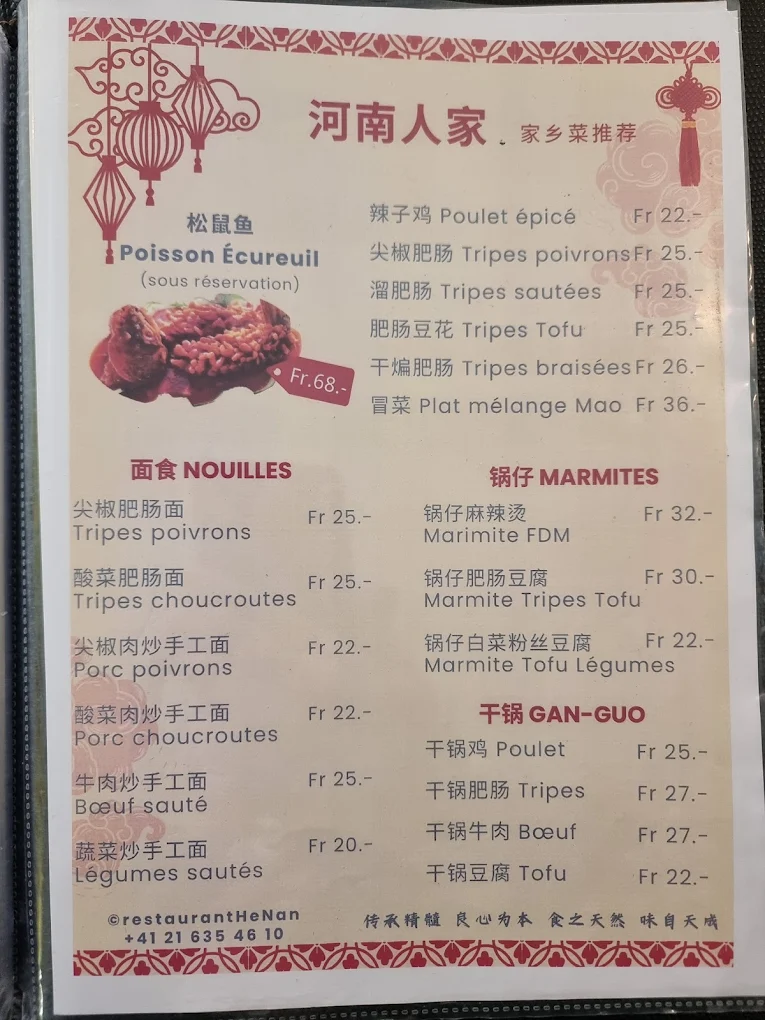 河南人家 家乡菜推荐
松鼠鱼
Poisson Écureuil
(sous réservation)
Fr.68.-
辣子鸡 Poulet épicé Fr 22.-
尖椒肥肠 Tripes poivrons Fr 25.-
溜肥肠 Tripes sautées Fr 25.-
肥肠豆花 Tripes Tofu Fr 25.-
干煸肥肠 Tripes braisées Fr 26.-
冒菜 Plat mélange Mao Fr 36.-
面食 NOUILLES
尖椒肥肠面 Fr 25.-
Tripes poivrons
酸菜肥肠面 Fr 25.-
Tripes choucroutes
尖椒肉炒手工面 Fr 22.-
Porc poivrons
酸菜肉炒手工面 Fr 22.-
Porc choucroutes
牛肉炒手工面 Fr 25.-
Bœuf sauté
蔬菜炒手工面 Fr 20.-
Légumes sautés
锅仔 MARMITES
锅仔麻辣烫 Fr 32.-
Marimite FDM
锅仔肥肠豆腐 Fr 30.-
Marmite Tripes Tofu
锅仔白菜粉丝豆腐 Fr 22.-
Marmite Tofu Légumes
干锅 GAN-GUO
干锅鸡 Poulet Fr 25.-
干锅肥肠 Tripes Fr 27.-
干锅牛肉 Bœuf Fr 27.-
干锅豆腐 Tofu Fr 22.-
©restaurantHeNan
+41 21 635 46 10
传承精髓 良心为本 食之天然 味自天成